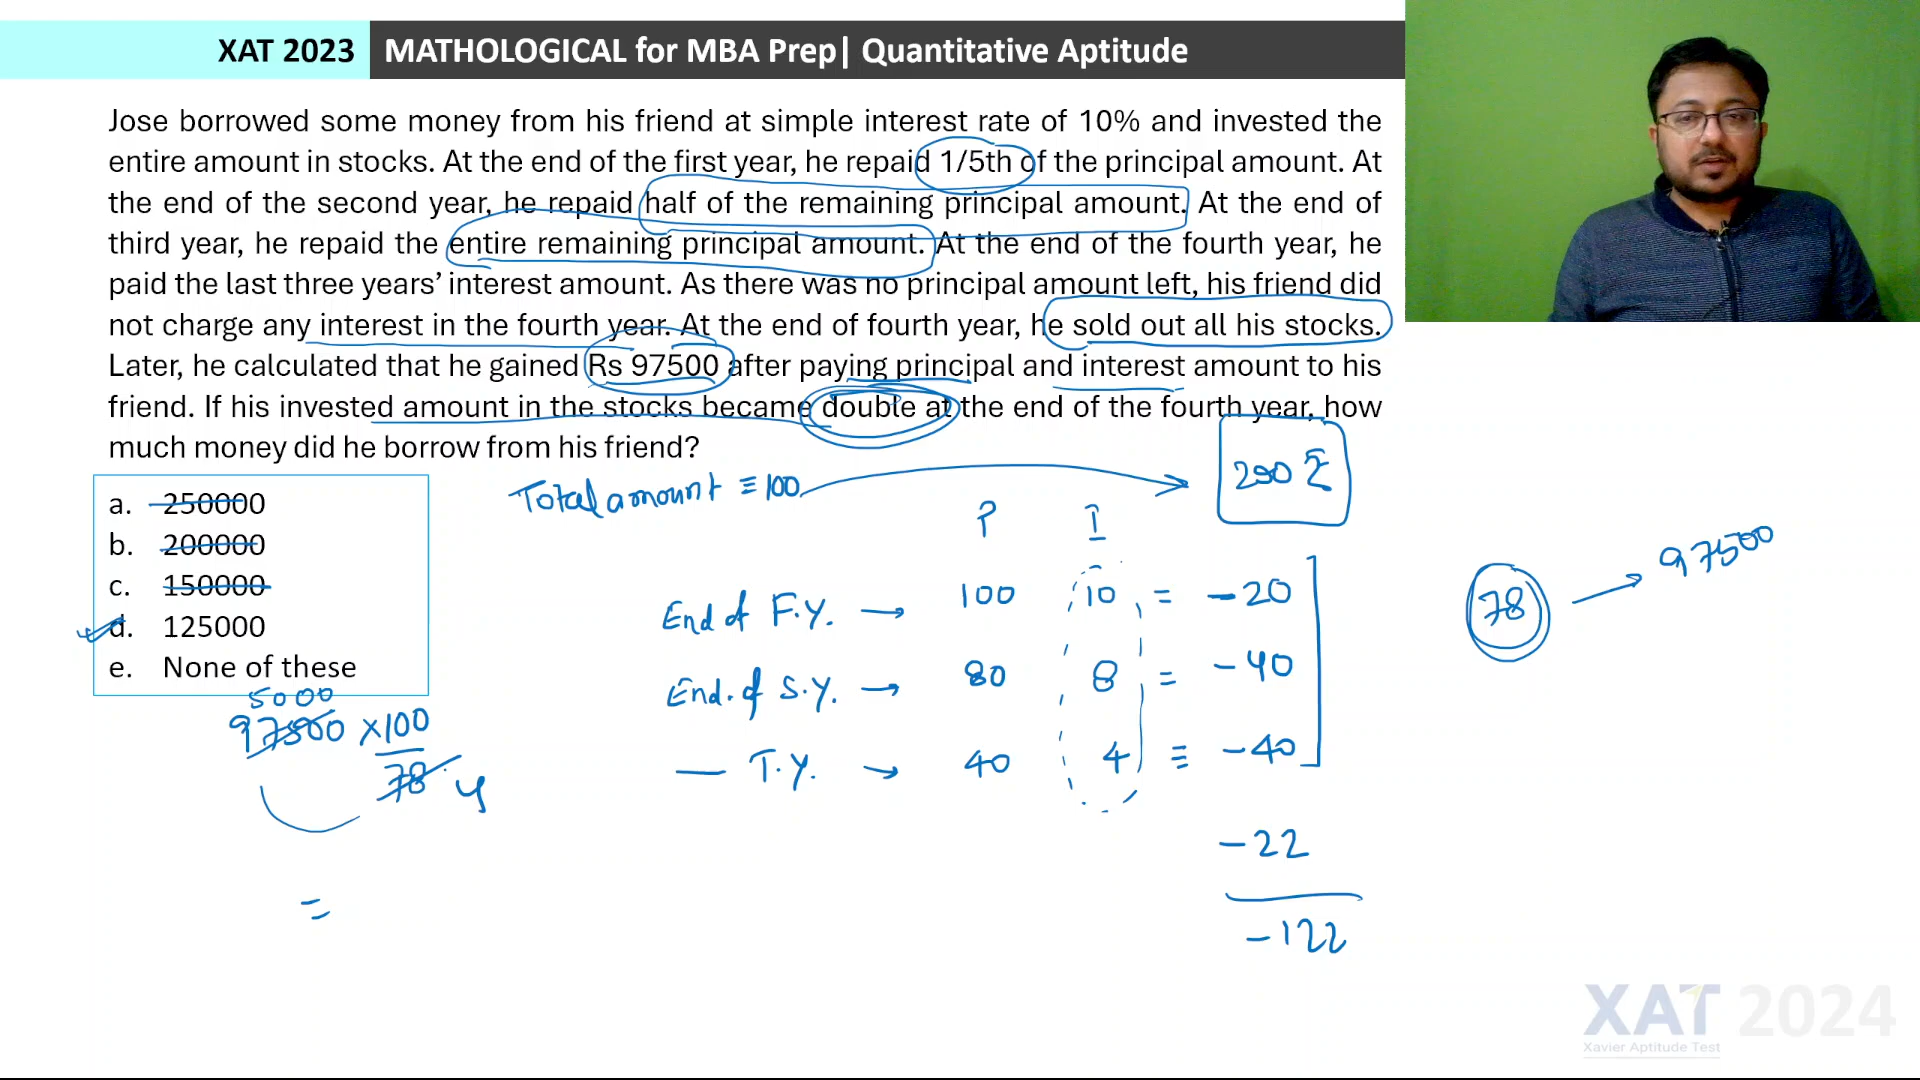 XAT 2023 MATHOLOGICAL for MBA Prep| Quantitative Aptitude
Jose borrowed some money from his friend at simple interest rate of 10% and invested the
entire amount in stocks. At the end of the first year, he repaid 1/5th of the principal amount. At
the end of the second year, he repaid half of the remaining principal amount. At the end of
third year, he repaid the entire remaining principal amount. At the end of the fourth year, he
paid the last three years' interest amount. As there was no principal amount left, his friend did
not charge any interest in the fourth year. At the end of fourth year, he sold out all his stocks.
Later, he calculated that he gained Rs 97500 after paying principal and interest amount to his
friend. If his invested amount in the stocks became double at the end of the fourth year, how
much money did he borrow from his friend?
a. 250000
b. 200000
c. 150000
d. 125000
e. None of these
Total amount ≡ 100
200 ₹
P I
End of F.Y. → 100 10 = -20
End. of S.Y. → 80 8 = -40
— T.Y. → 40 4 ≡ -40
-22
-122
78 → 97500
5000
97500 × 100
78 4
=
XAT 2024
Xavier Aptitude Test